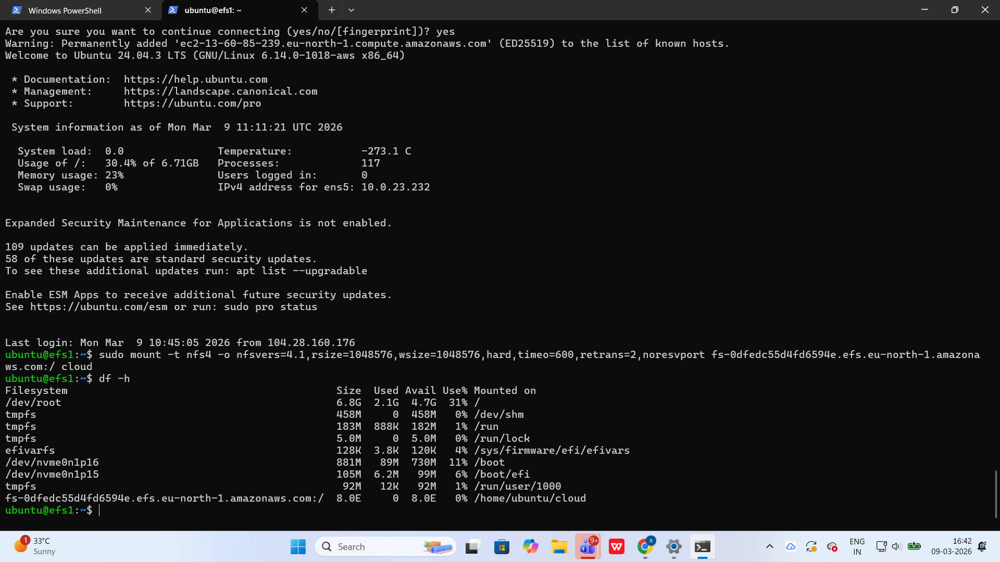 Windows PowerShell
ubuntu@efs1: ~
Are you sure you want to continue connecting (yes/no/[fingerprint])? yes
Warning: Permanently added 'ec2-13-60-85-239.eu-north-1.compute.amazonaws.com' (ED25519) to the list of known hosts.
Welcome to Ubuntu 24.04.3 LTS (GNU/Linux 6.14.0-1018-aws x86_64)
* Documentation:  https://help.ubuntu.com
* Management:     https://landscape.canonical.com
* Support:        https://ubuntu.com/pro
System information as of Mon Mar  9 11:11:21 UTC 2026
System load:  0.0               Temperature:           -273.1 C
Usage of /:   30.4% of 6.71GB   Processes:             117
Memory usage: 23%               Users logged in:       0
Swap usage:   0%                IPv4 address for ens5: 10.0.23.232
Expanded Security Maintenance for Applications is not enabled.
109 updates can be applied immediately.
58 of these updates are standard security updates.
To see these additional updates run: apt list --upgradable
Enable ESM Apps to receive additional future security updates.
See https://ubuntu.com/esm or run: sudo pro status
Last login: Mon Mar  9 10:45:05 2026 from 104.28.160.176
ubuntu@efs1:~$ sudo mount -t nfs4 -o nfsvers=4.1,rsize=1048576,wsize=1048576,hard,timeo=600,retrans=2,noresvport fs-0dfedc55d4fd6594e.efs.eu-north-1.amazona
ws.com:/ cloud
ubuntu@efs1:~$ df -h
Filesystem                                           Size  Used Avail Use% Mounted on
/dev/root                                            6.8G  2.1G  4.7G  31% /
tmpfs                                                458M     0  458M   0% /dev/shm
tmpfs                                                183M  888K  182M   1% /run
tmpfs                                                5.0M     0  5.0M   0% /run/lock
efivarfs                                             128K  3.8K  120K   4% /sys/firmware/efi/efivars
/dev/nvme0n1p16                                      881M   89M  730M  11% /boot
/dev/nvme0n1p15                                      105M  6.2M   99M   6% /boot/efi
tmpfs                                                 92M   12K   92M   1% /run/user/1000
fs-0dfedc55d4fd6594e.efs.eu-north-1.amazonaws.com:/  8.0E     0  8.0E   0% /home/ubuntu/cloud
ubuntu@efs1:~$
1
33°C
Sunny
Search
9+
T
W
S
ENG
IN
16:42
09-03-2026